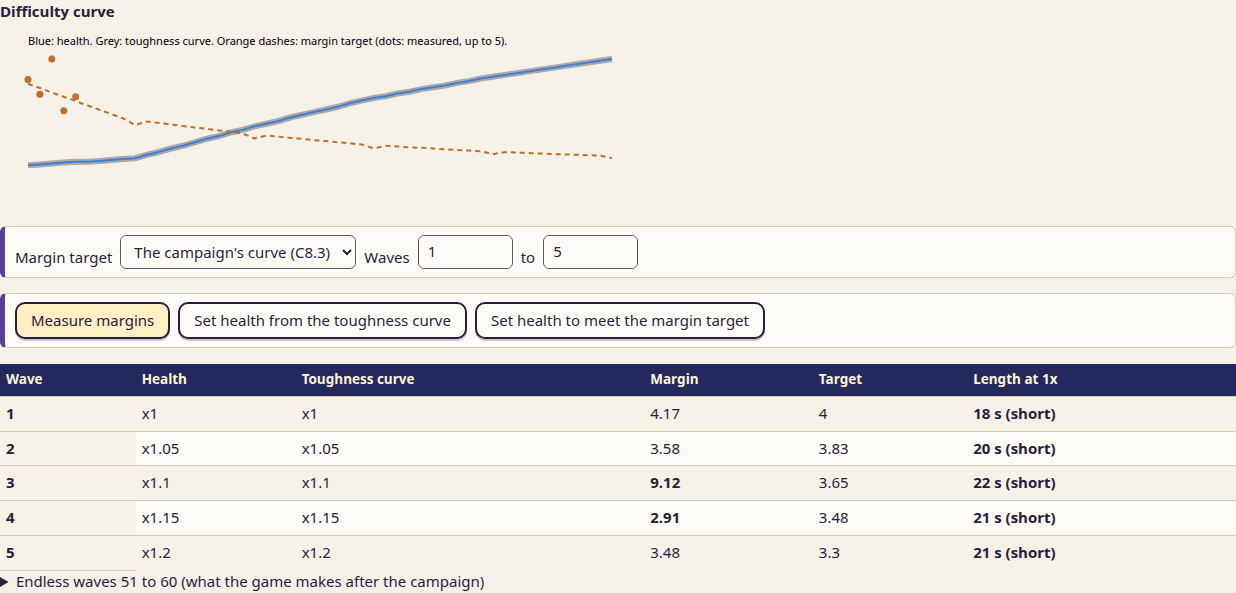 Difficulty curve
Blue: health. Grey: toughness curve. Orange dashes: margin target (dots: measured, up to 5).
Margin target The campaign's curve (C8.3) Waves 1 to 5
Measure margins Set health from the toughness curve Set health to meet the margin target
Wave Health Toughness curve Margin Target Length at 1x
1 x1 x1 4.17 4 18 s (short)
2 x1.05 x1.05 3.58 3.83 20 s (short)
3 x1.1 x1.1 9.12 3.65 22 s (short)
4 x1.15 x1.15 2.91 3.48 21 s (short)
5 x1.2 x1.2 3.48 3.3 21 s (short)
Endless waves 51 to 60 (what the game makes after the campaign)